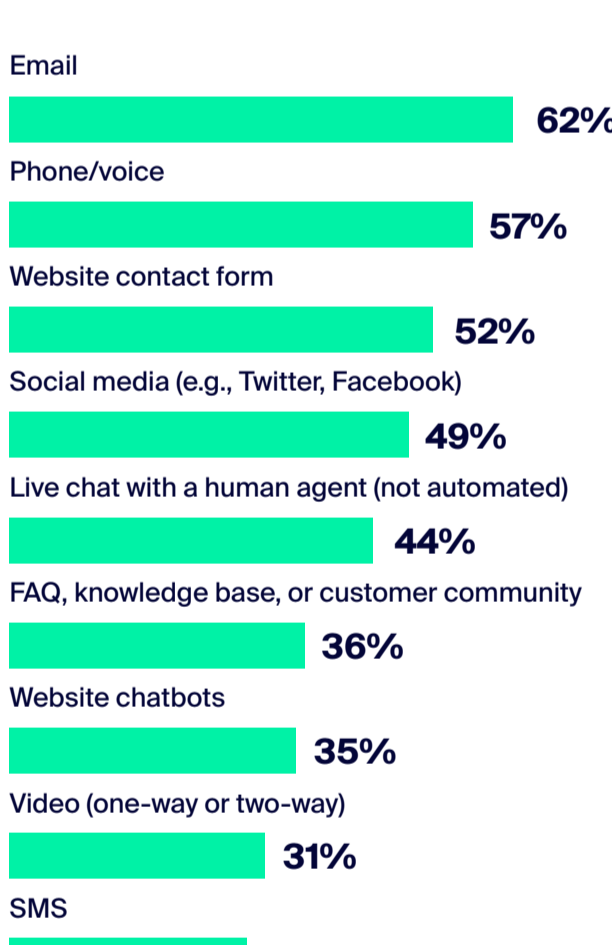 Email
62%
Phone/voice
57%
Website contact form
52%
Social media (e.g., Twitter, Facebook)
49%
Live chat with a human agent (not automated)
44%
FAQ, knowledge base, or customer community
36%
Website chatbots
35%
Video (one-way or two-way)
31%
SMS